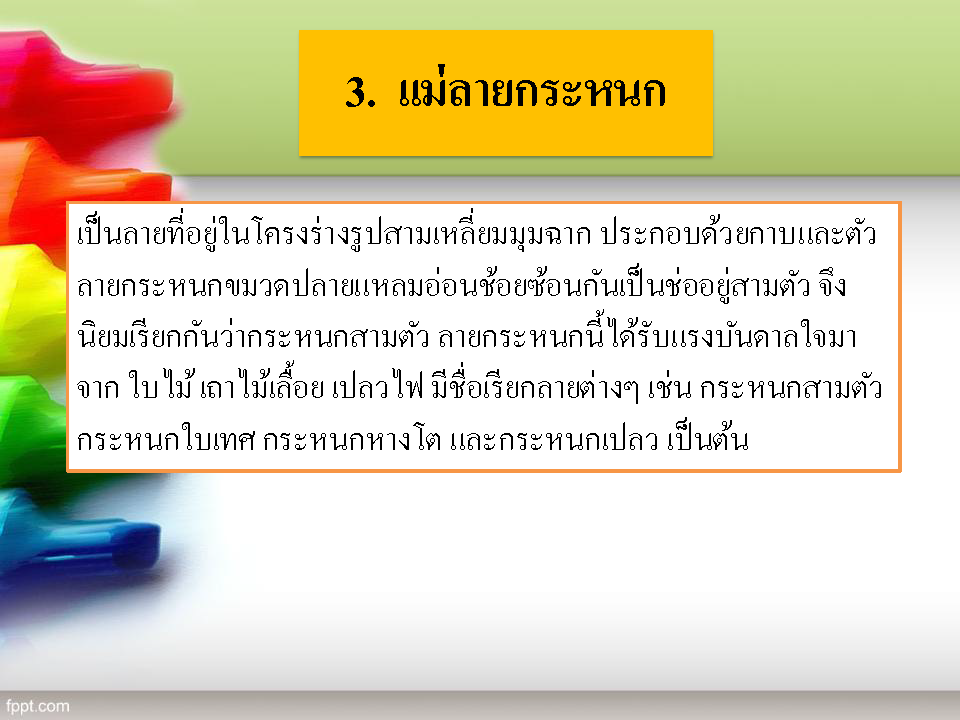 3. แม่ลายกระหนก
เป็นลายที่อยู่ในโครงร่างรูปสามเหลี่ยมมุมฉาก ประกอบด้วยกาบและตัว
ลายกระหนกขมวดปลายแหลมอ่อนช้อยซ้อนกันเป็นช่ออยู่สามตัว จึง
นิยมเรียกกันว่ากระหนกสามตัว ลายกระหนกนี้ได้รับแรงบันดาลใจมา
จาก ใบไม้ เถาไม้เลื้อย เปลวไฟ มีชื่อเรียกลายต่างๆ เช่น กระหนกสามตัว
กระหนกใบเทศ กระหนกหางโต และกระหนกเปลว เป็นต้น
fppt.com